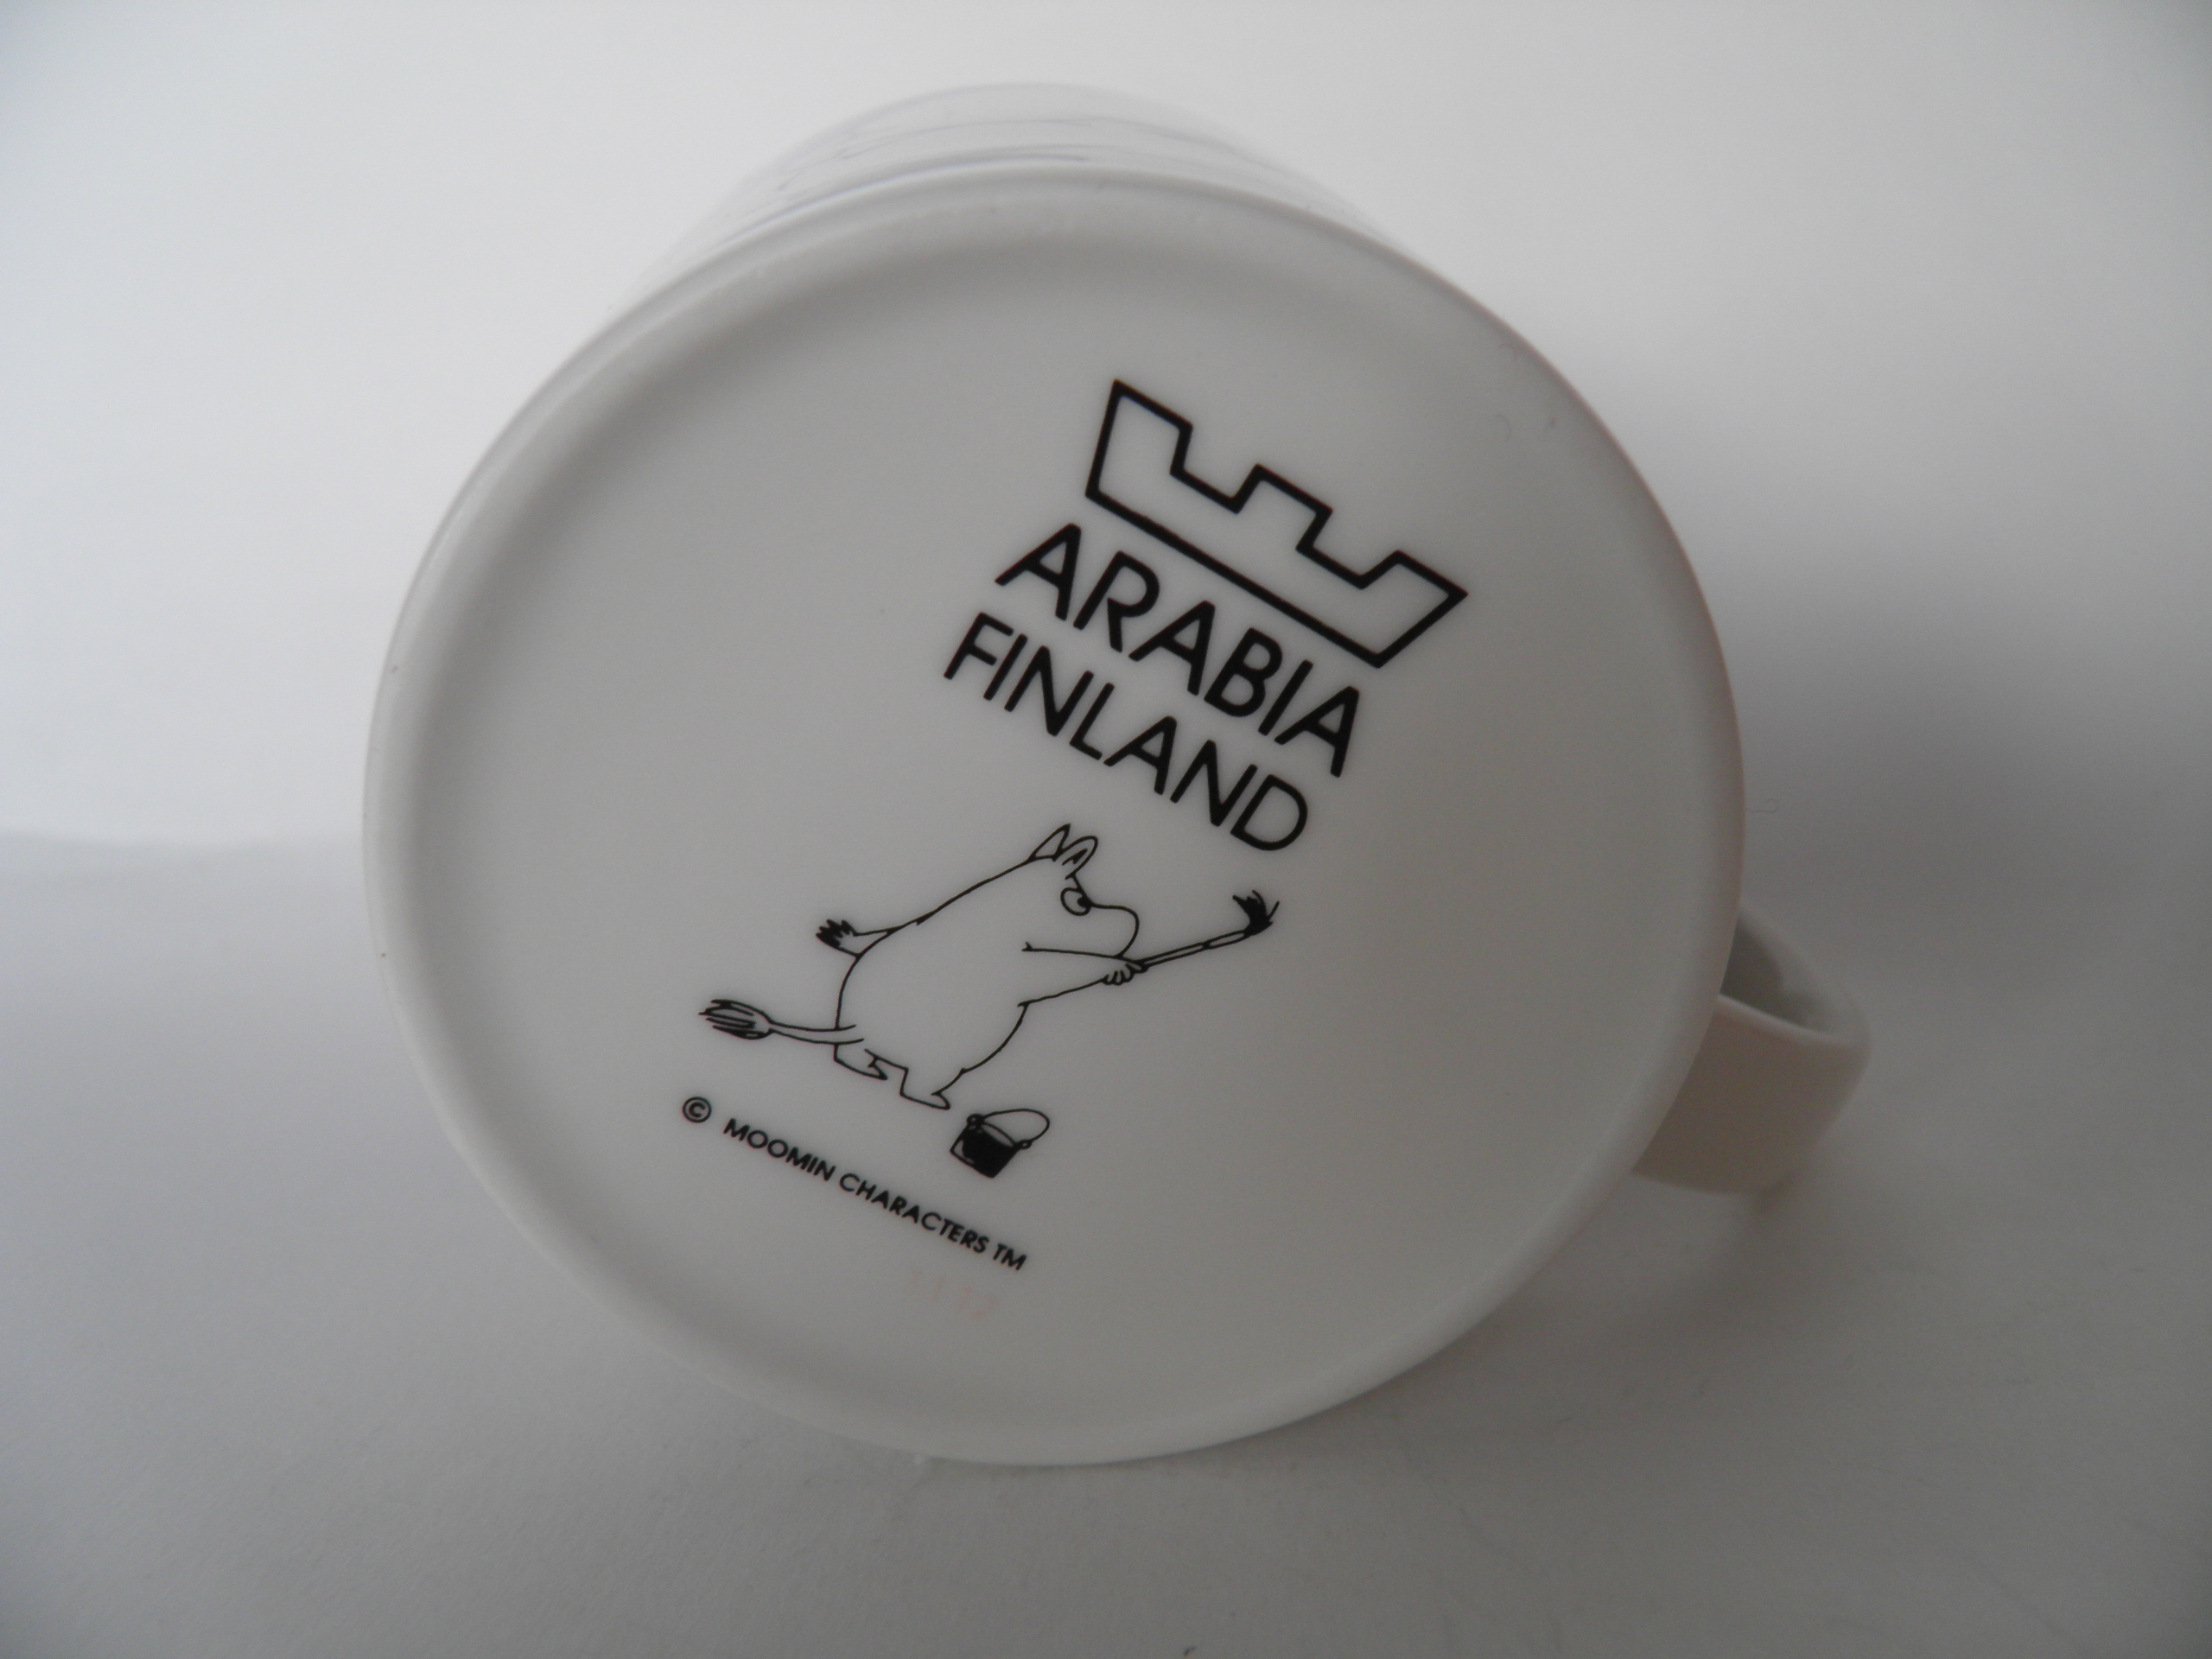 ARABIA
FINLAND
© MOOMIN CHARACTERS TM